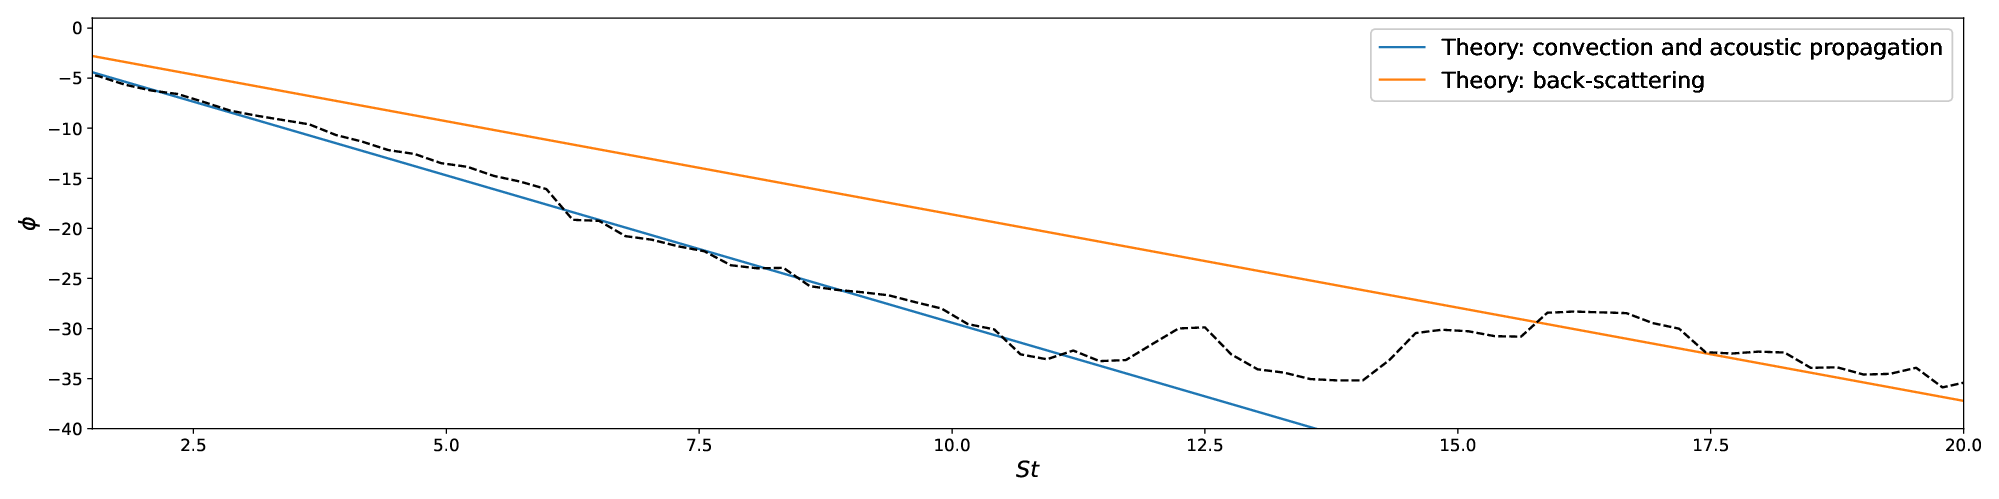 Theory: convection and acoustic propagation
Theory: back-scattering
0
−5
−10
−15
−20
−25
−30
−35
−40
ϕ
2.5 5.0 7.5 10.0 12.5 15.0 17.5 20.0
St